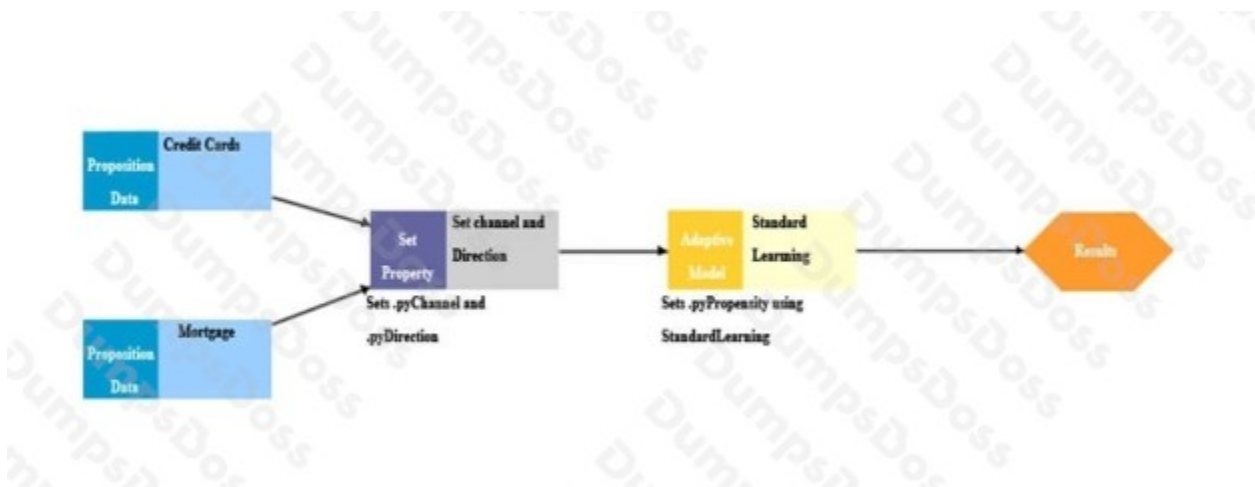 Proposition
Data
Credit Cards
Proposition
Data
Mortgage
Set
Property
Set channel and
Direction
Sets .pyChannel and
.pyDirection
Adaptive
Model
Standard
Learning
Sets .pyPropensity using
StandardLearning
Results
DumpsDoss